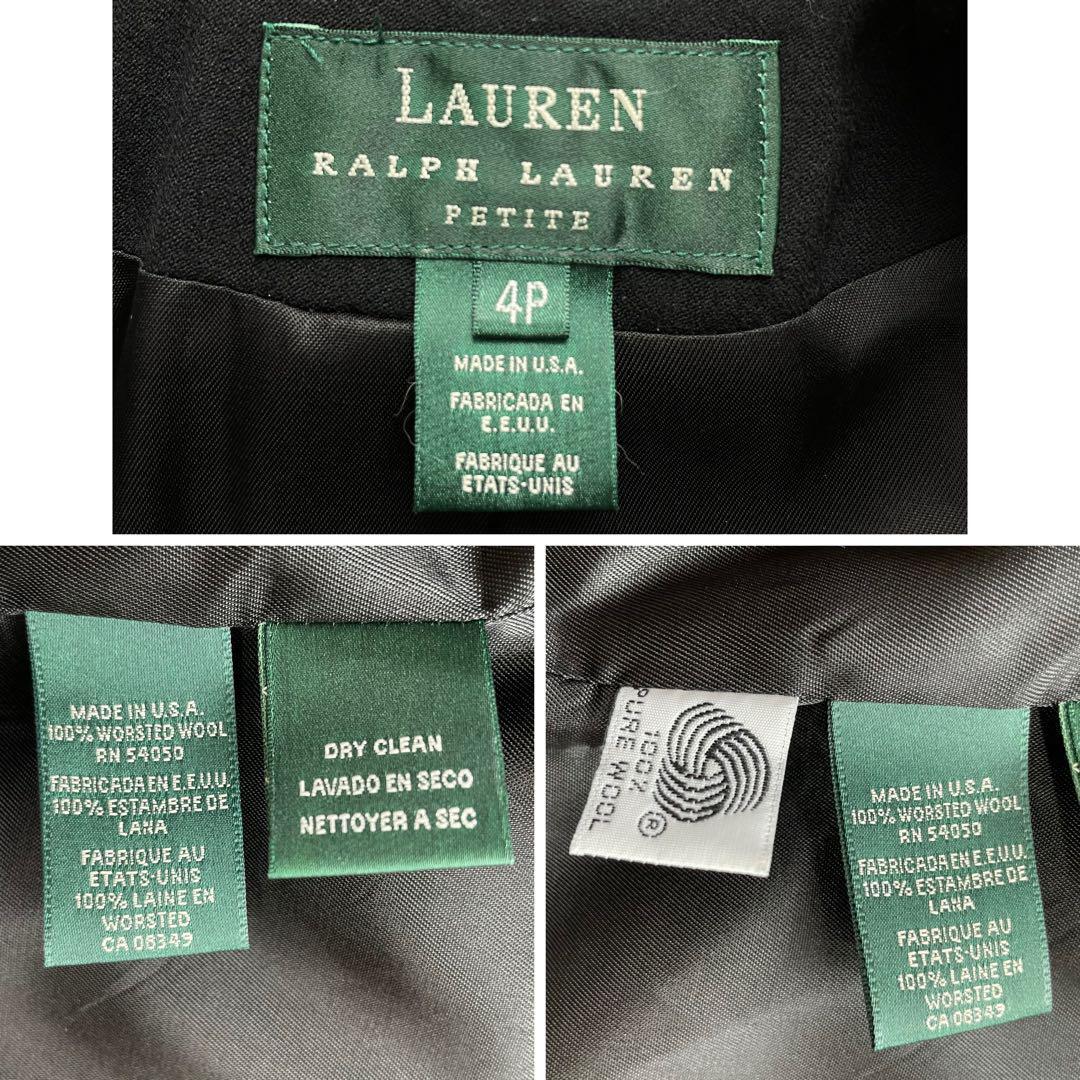 LAUREN
RALPH LAUREN
PETITE
4P
MADE IN U.S.A.
FABRICADA EN
E.E.U.U.
FABRIQUE AU
ETATS-UNIS
MADE IN U.S.A.
100% WORSTED WOOL
RN 54050
FABRICADA EN E.E.U.U.
100% ESTAMBRE DE
LANA
FABRIQUE AU
ETATS-UNIS
100% LAINE EN
WORSTED
CA 08349
DRY CLEAN
LAVADO EN SECO
NETTOYER A SEC
100%
PURE WOOL
®
MADE IN U.S.A.
100% WORSTED WOOL
RN 54050
FABRICADA EN E.E.U.U.
100% ESTAMBRE DE
LANA
FABRIQUE AU
ETATS-UNIS
100% LAINE EN
WORSTED
CA 08349